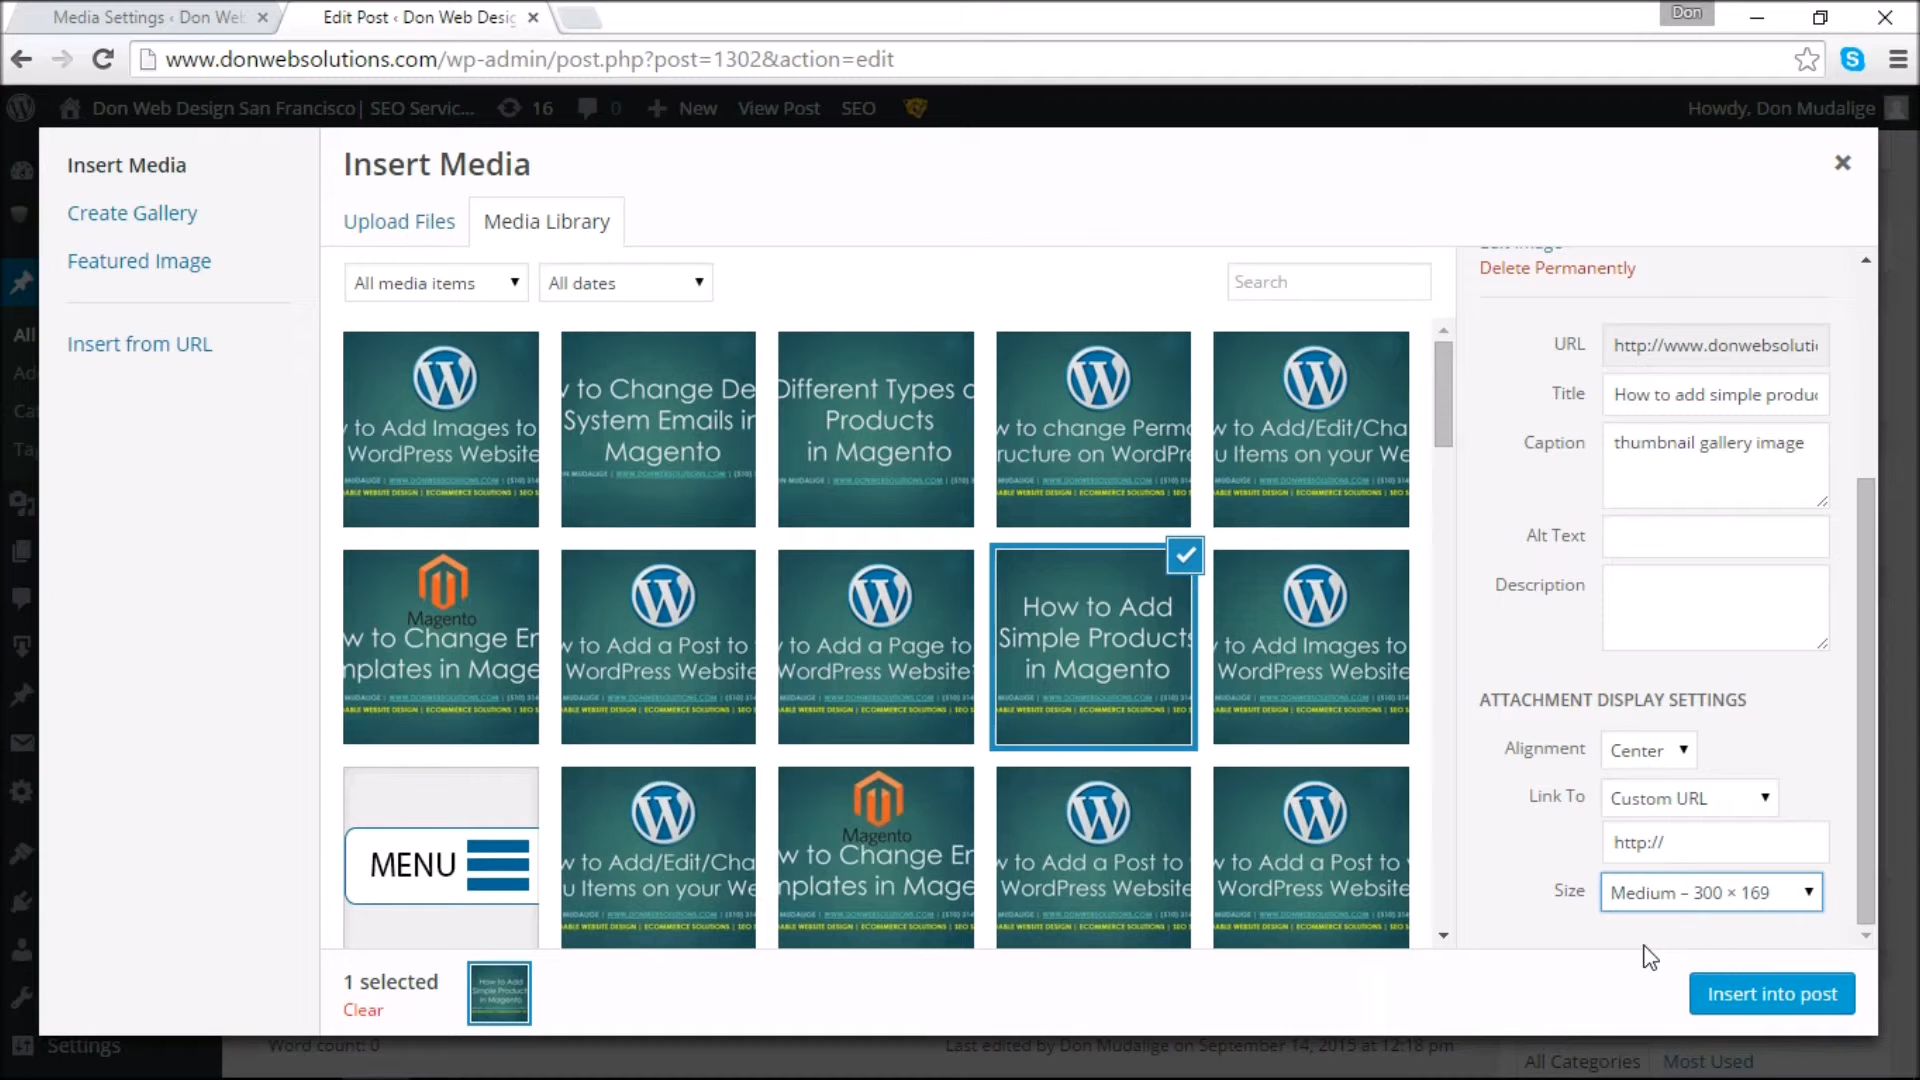 Media Settings ‹ Don Web
Edit Post ‹ Don Web Desig
Don
www.donwebsolutions.com/wp-admin/post.php?post=1302&action=edit
Don Web Design San Francisco| SEO Servic...
16
0
New
View Post
SEO
Howdy, Don Mudalige
Insert Media
Create Gallery
Featured Image
Insert from URL
Insert Media
Upload Files
Media Library
All media items
All dates
Search
to Add Images to
WordPress Website
to Change De
System Emails in
Magento
Different Types o
Products
in Magento
to change Perma
ructure on WordPre
to Add/Edit/Cha
u Items on your We
Magento
w to Change Em
mplates in Mage
to Add a Post to
WordPress Website
to Add a Page to
WordPress Website
How to Add
Simple Products
in Magento
to Add Images to
WordPress Website
MENU
to Add/Edit/Cha
u Items on your We
Magento
w to Change Em
mplates in Mage
to Add a Post to
WordPress Website
to Add a Post to
WordPress Website
Delete Permanently
URL
http://www.donwebsoluti
Title
How to add simple produc
Caption
thumbnail gallery image
Alt Text
Description
ATTACHMENT DISPLAY SETTINGS
Alignment
Center
Link To
Custom URL
http://
Size
Medium – 300 × 169
1 selected
Clear
Insert into post
All
Settings
Word count: 0
Last edited by Don Mudalige on September 14, 2015 at 12:18 pm
All Categories
Most Used